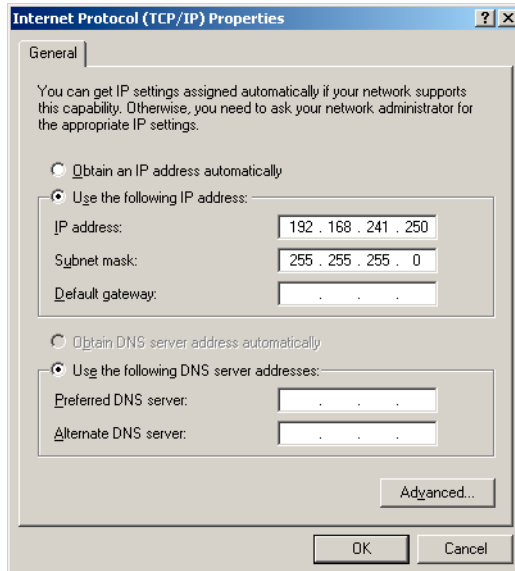 Internet Protocol (TCP/IP) Properties
General
You can get IP settings assigned automatically if your network supports
this capability. Otherwise, you need to ask your network administrator for
the appropriate IP settings.
Obtain an IP address automatically
Use the following IP address:
IP address: 192 . 168 . 241 . 250
Subnet mask: 255 . 255 . 255 . 0
Default gateway: . . .
Obtain DNS server address automatically
Use the following DNS server addresses:
Preferred DNS server: . . .
Alternate DNS server: . . .
Advanced...
OK Cancel